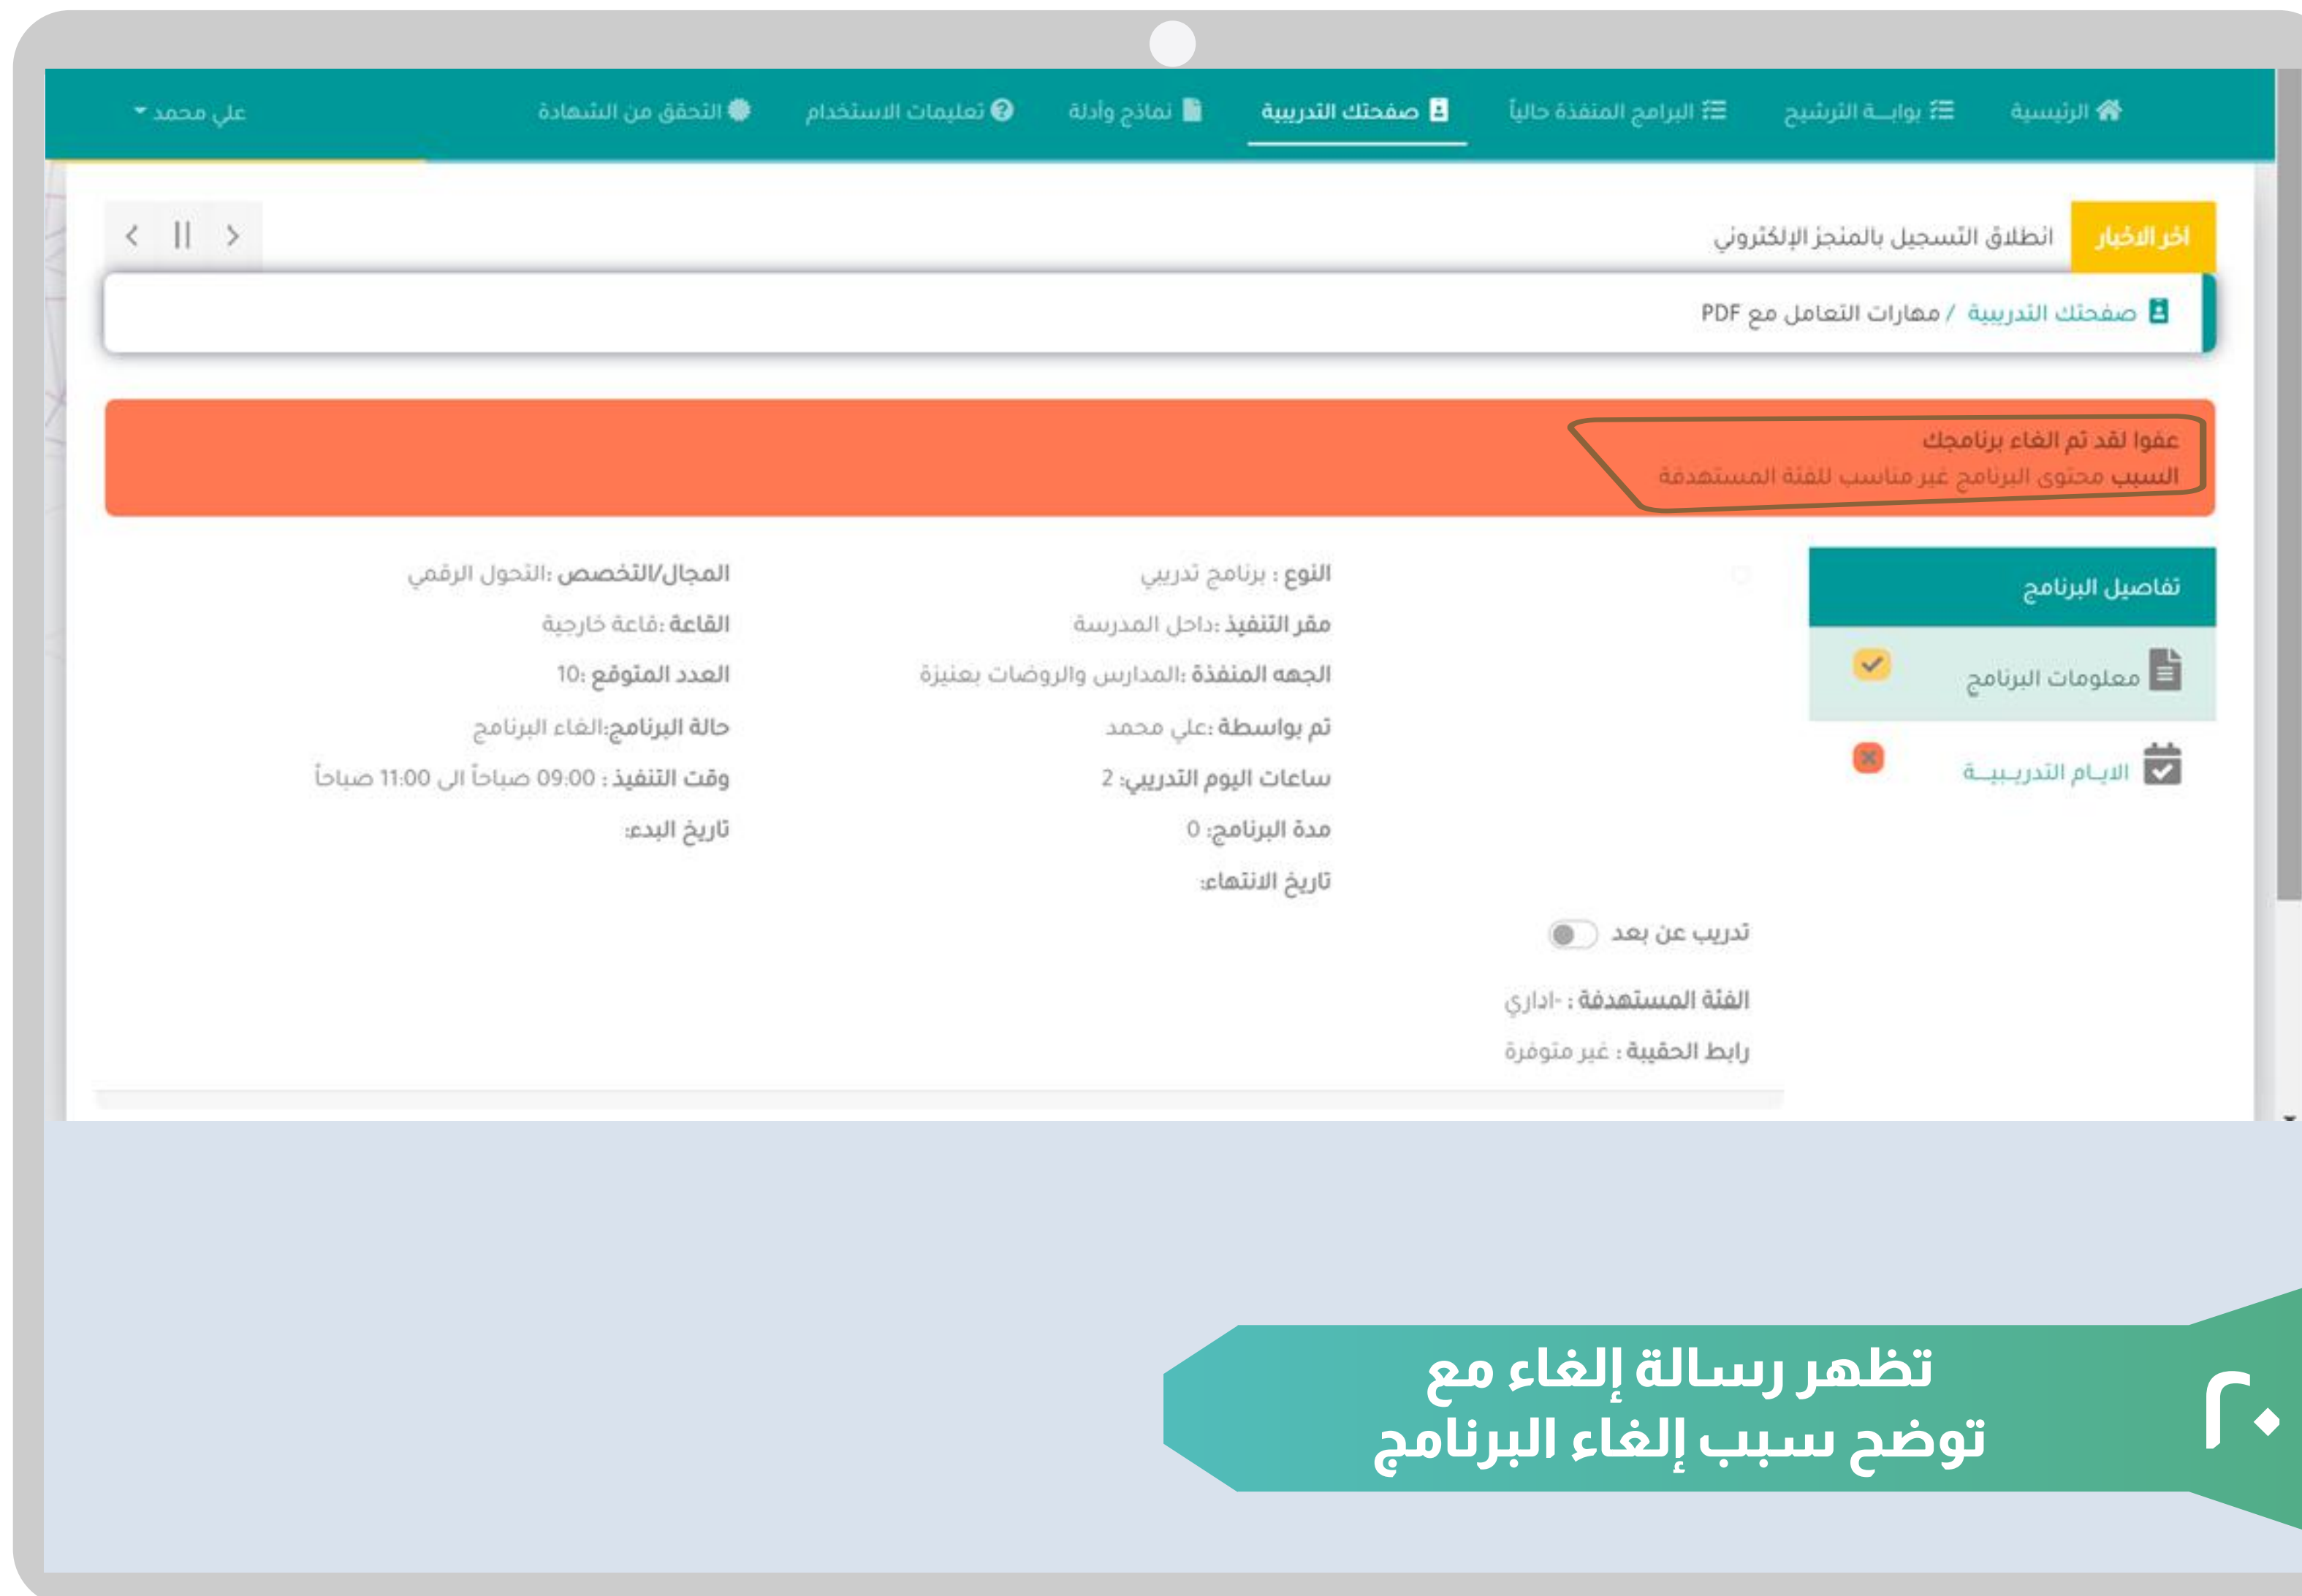 الرئيسية
بوابـــة الترشيح
البرامج المنفذة حالياً
صفحتك التدريبية
نماذج وأدلة
تعليمات الاستخدام
التحقق من الشهادة
علي محمد
اخر الاخبار
انطلاق التسجيل بالمنجز الإلكتروني
صفحتك التدريبية / مهارات التعامل مع PDF
عفوا لقد تم الغاء برنامجك
السبب محتوى البرنامج غير مناسب للفئة المستهدفة
تفاصيل البرنامج
معلومات البرنامج
الايــام التدريـبيـــة
النوع : برنامج تدريبي
المجال/التخصص :التحول الرقمي
مقر التنفيذ :داخل المدرسة
القاعة :قاعة خارجية
الجهه المنفذة :المدارس والروضات بعنيزة
العدد المتوقع :10
تم بواسطة :علي محمد
حالة البرنامج:الغاء البرنامج
ساعات اليوم التدريبي: 2
وقت التنفيذ : 09:00 صباحاً الى 11:00 صباحاً
مدة البرنامج: 0
تاريخ البدء:
تاريخ الانتهاء:
تدريب عن بعد
الفئة المستهدفة : -اداري
رابط الحقيبة : غير متوفرة
٢٠
تظهر رسالة إلغاء مع
توضح سبب إلغاء البرنامج